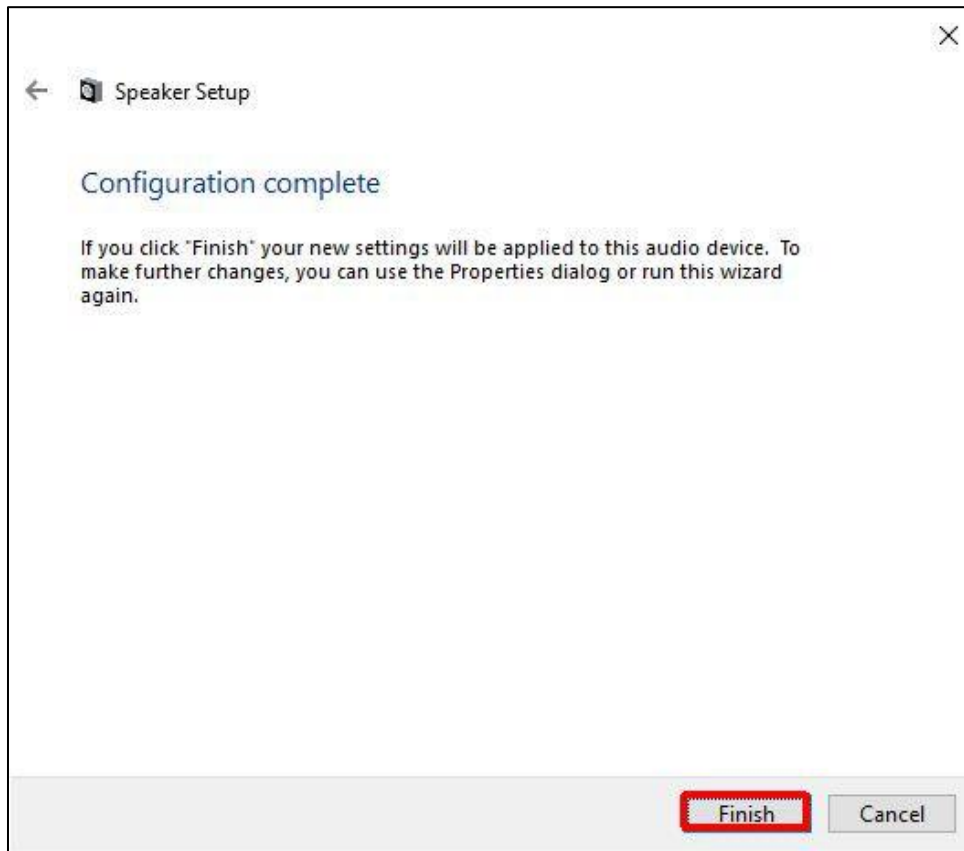 Speaker Setup
Configuration complete
If you click "Finish" your new settings will be applied to this audio device. To
make further changes, you can use the Properties dialog or run this wizard
again.
Finish Cancel